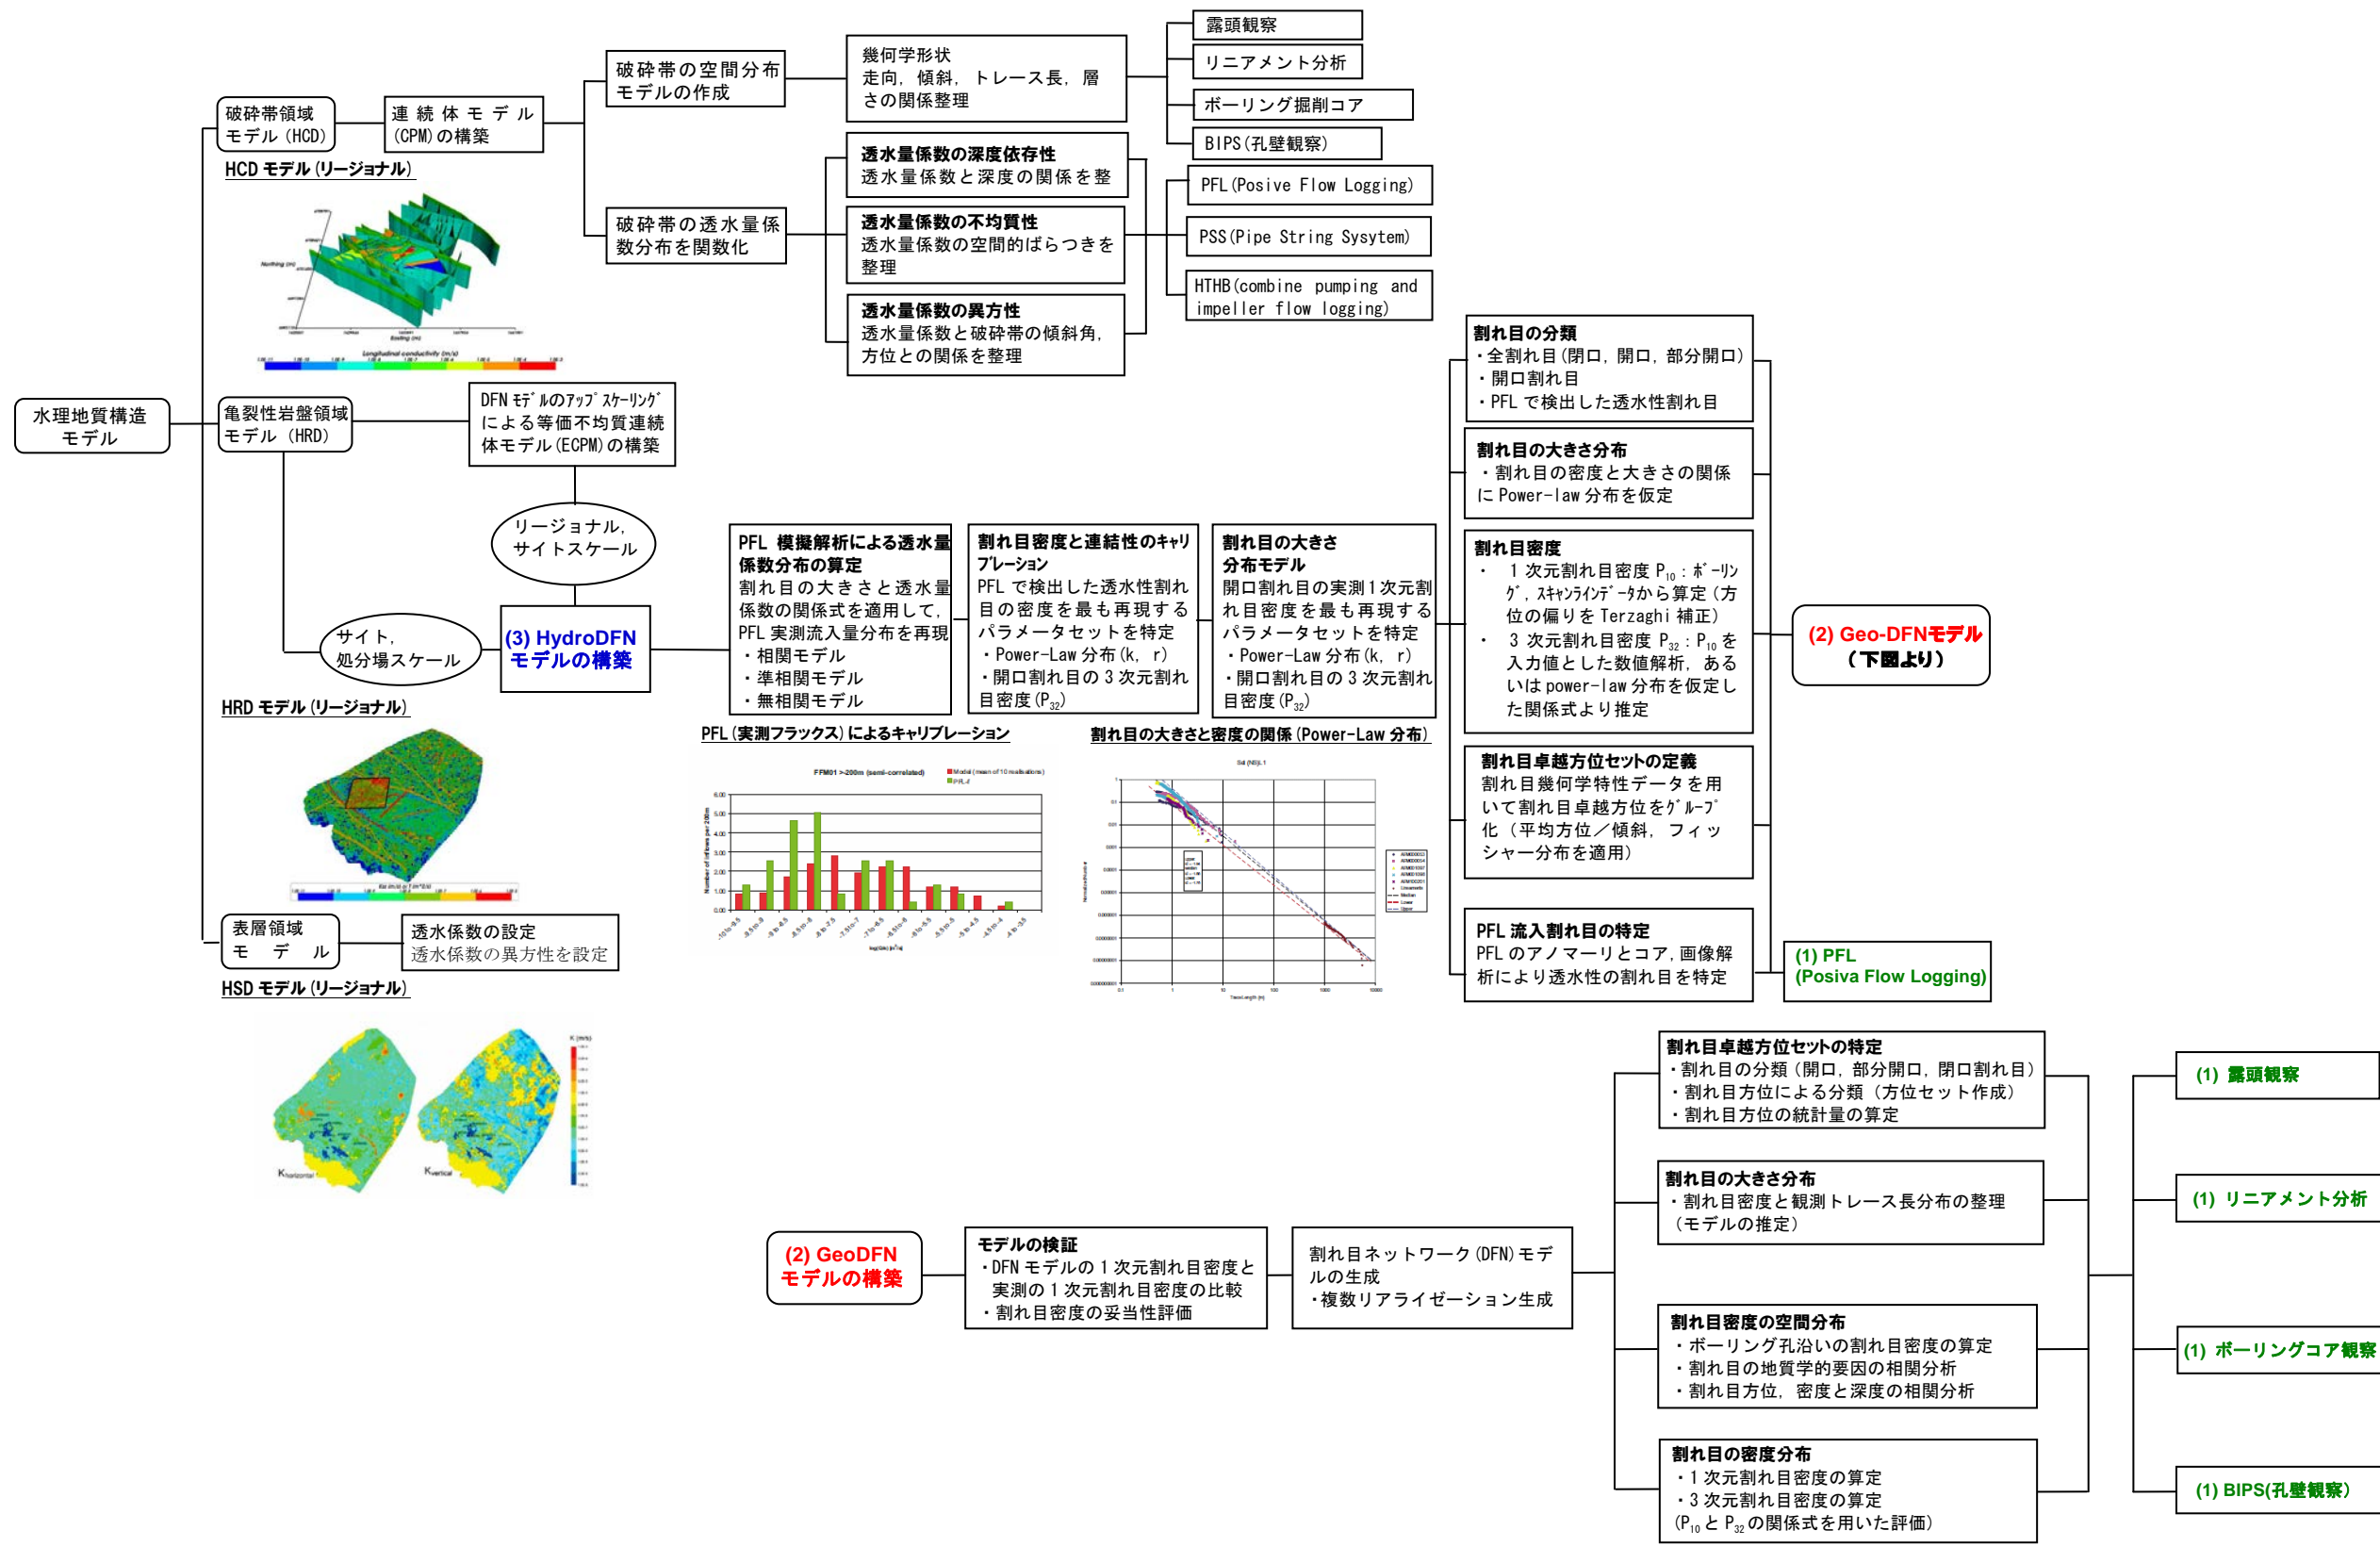 水理地質構造
モデル
破砕帯領域
モデル(HCD)
連続体モデル
(CPM)の構築
HCD モデル(リージョナル)
Northing (m)
Easting (m)
Longitudinal conductivity (m/s)
破砕帯の空間分布
モデルの作成
幾何学形状
走向, 傾斜, トレース長, 層
さの関係整理
露頭観察
リニアメント分析
ボーリング掘削コア
BIPS(孔壁観察)
破砕帯の透水量係
数分布を関数化
透水量係数の深度依存性
透水量係数と深度の関係を整
透水量係数の不均質性
透水量係数の空間的ばらつきを
整理
透水量係数の異方性
透水量係数と破砕帯の傾斜角,
方位との関係を整理
PFL(Posive Flow Logging)
PSS(Pipe String Sysytem)
HTHB(combine pumping and
impeller flow logging)
亀裂性岩盤領域
モデル (HRD)
DFN ﾓﾃﾞﾙのｱｯﾌﾟｽｹｰﾘﾝｸﾞ
による等価不均質連続
体モデル(ECPM)の構築
リージョナル,
サイトスケール
サイト,
処分場スケール
(3) HydroDFN
モデルの構築
PFL 模擬解析による透水量
係数分布の算定
割れ目の大きさと透水量
係数の関係式を適用して,
PFL 実測流入量分布を再現
・相関モデル
・準相関モデル
・無相関モデル
割れ目密度と連結性のキャリ
ブレーション
PFL で検出した透水性割れ
目の密度を最も再現する
パラメータセットを特定
・Power-Law 分布(k, r)
・開口割れ目の 3 次元割れ
目密度(P32)
割れ目の大きさ
分布モデル
開口割れ目の実測 1 次元割
れ目密度を最も再現する
パラメータセットを特定
・Power-Law 分布(k, r)
・開口割れ目の 3 次元割れ
目密度(P32)
割れ目の分類
・全割れ目(閉口, 開口, 部分開口)
・開口割れ目
・PFL で検出した透水性割れ目
割れ目の大きさ分布
・割れ目の密度と大きさの関係
に Power-law 分布を仮定
割れ目密度
・ 1 次元割れ目密度 P10 : ﾎﾞｰﾘﾝ
ｸﾞ, ｽｷｬﾝﾗｲﾝﾃﾞｰﾀから算定(方
位の偏りを Terzaghi 補正)
・ 3 次元割れ目密度 P32 : P10 を
入力値とした数値解析, ある
いは power-law 分布を仮定し
た関係式より推定
割れ目卓越方位セットの定義
割れ目幾何学特性データを用
いて割れ目卓越方位をｸﾞﾙｰﾌﾟ
化(平均方位/傾斜, フィッ
シャー分布を適用)
PFL 流入割れ目の特定
PFL のアノマーリとコア, 画像解
析により透水性の割れ目を特定
(2) Geo-DFNモデル
(下図より)
(1) PFL
(Posiva Flow Logging)
HRD モデル(リージョナル)
PFL(実測フラックス)によるキャリブレーション
FFM01 >-200m (semi-correlated)
Model (mean of 10 realisations)
PFL-f
Number of inflows per 200m
6.00
5.00
4.00
3.00
2.00
1.00
0.00
割れ目の大きさと密度の関係(Power-Law 分布)
表層領域
モデル
透水係数の設定
透水係数の異方性を設定
HSD モデル(リージョナル)
K (m/s)
Khorizontal
Kvertical
(2) GeoDFN
モデルの構築
モデルの検証
・DFN モデルの 1 次元割れ目密度と
実測の 1 次元割れ目密度の比較
・割れ目密度の妥当性評価
割れ目ネットワーク(DFN)モデ
ルの生成
・複数リアライゼーション生成
割れ目卓越方位セットの特定
・割れ目の分類(開口, 部分開口, 閉口割れ目)
・割れ目方位による分類(方位セット作成)
・割れ目方位の統計量の算定
割れ目の大きさ分布
・割れ目密度と観測トレース長分布の整理
(モデルの推定)
割れ目密度の空間分布
・ボーリング孔沿いの割れ目密度の算定
・割れ目の地質学的要因の相関分析
・割れ目方位, 密度と深度の相関分析
割れ目の密度分布
・1 次元割れ目密度の算定
・3 次元割れ目密度の算定
(P10 と P32 の関係式を用いた評価)
(1) 露頭観察
(1) リニアメント分析
(1) ボーリングコア観察
(1) BIPS(孔壁観察)